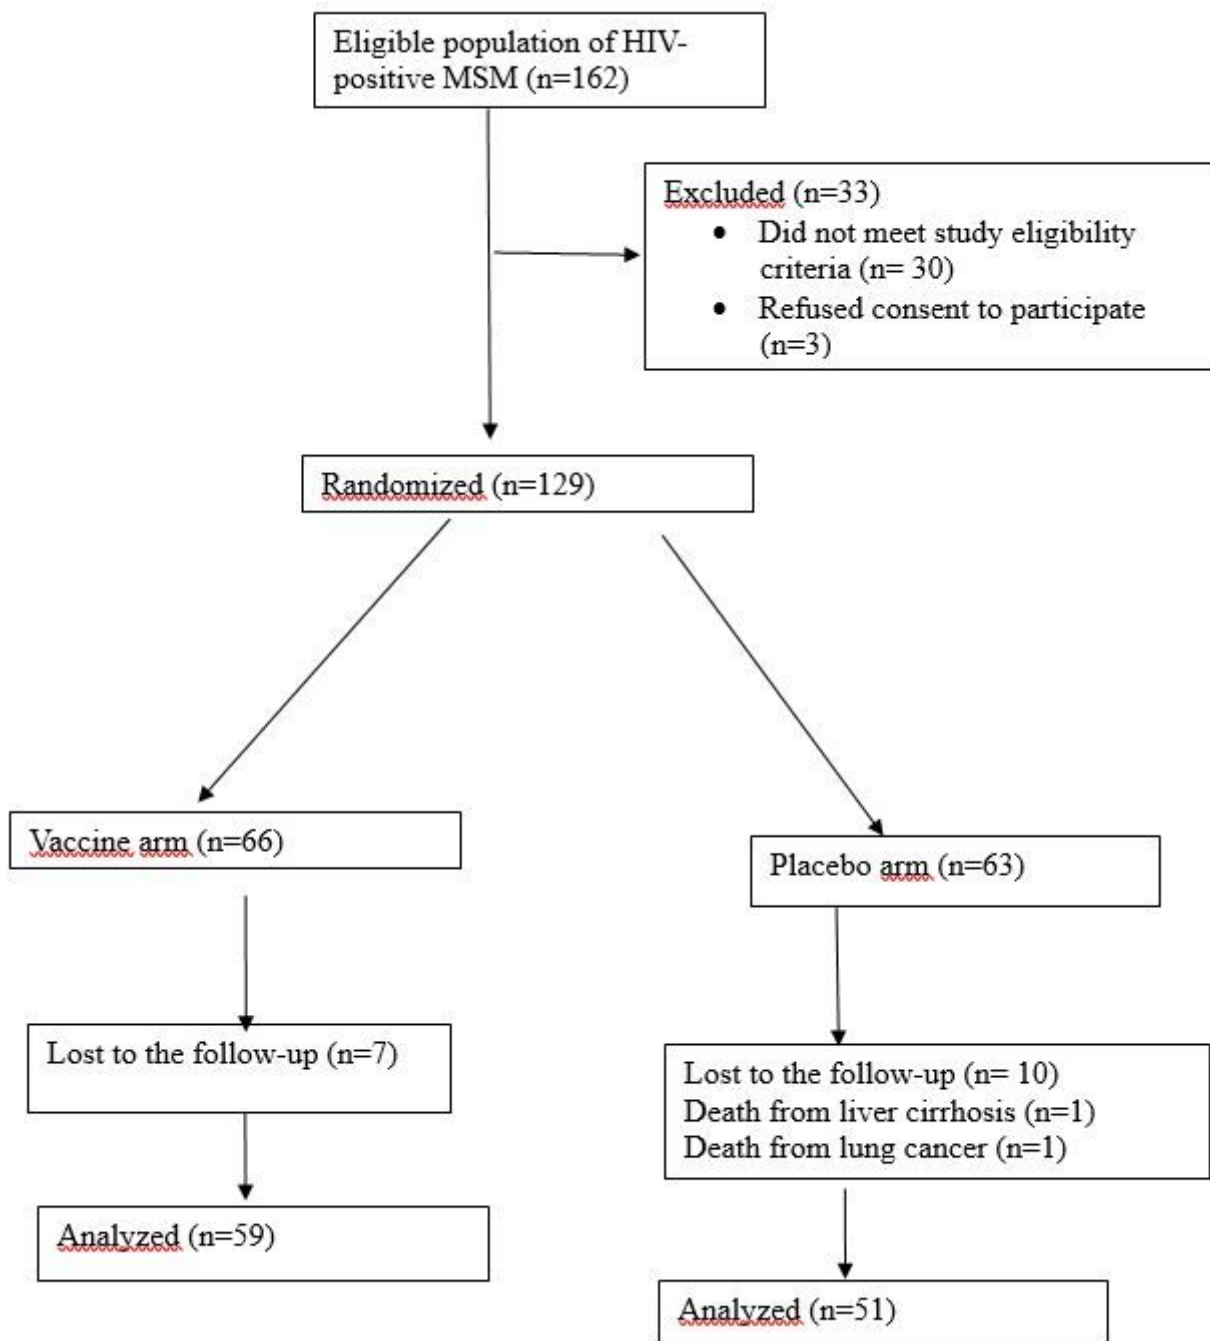 Eligible population of HIV-
positive MSM (n=162)
Excluded (n=33)
• Did not meet study eligibility
criteria (n= 30)
• Refused consent to participate
(n=3)
Randomized (n=129)
Vaccine arm (n=66)
Placebo arm (n=63)
Lost to the follow-up (n=7)
Lost to the follow-up (n= 10)
Death from liver cirrhosis (n=1)
Death from lung cancer (n=1)
Analyzed (n=59)
Analyzed (n=51)